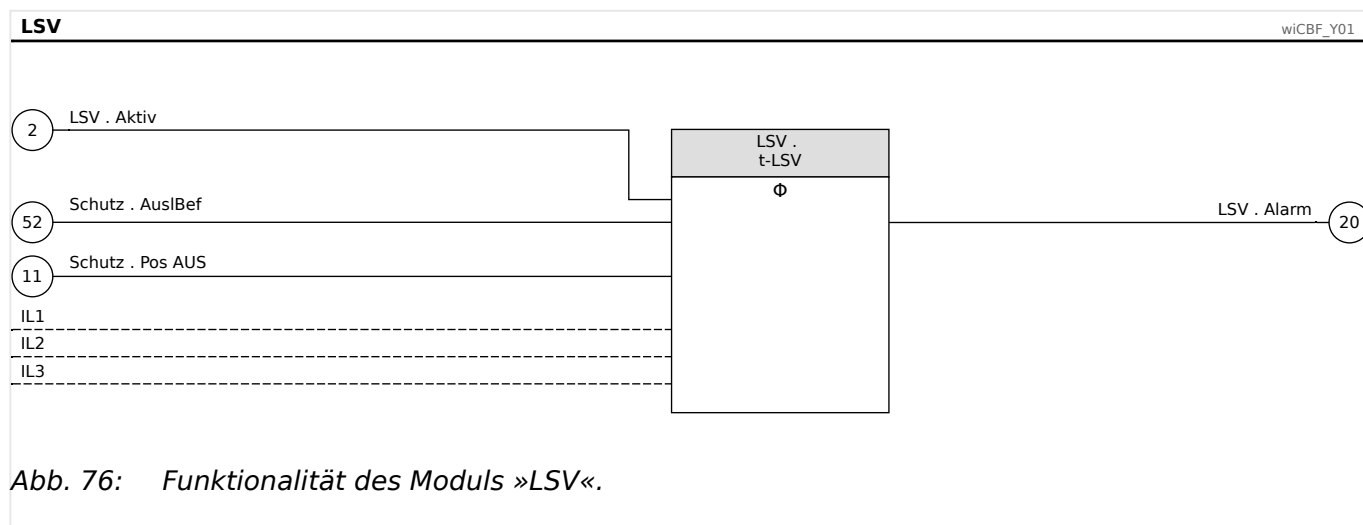 LSV
wiCBF_Y01
2
LSV . Aktiv
LSV .
t-LSV
Φ
52
Schutz . AuslBef
LSV . Alarm
20
11
Schutz . Pos AUS
IL1
IL2
IL3
Abb. 76: Funktionalität des Moduls »LSV«.